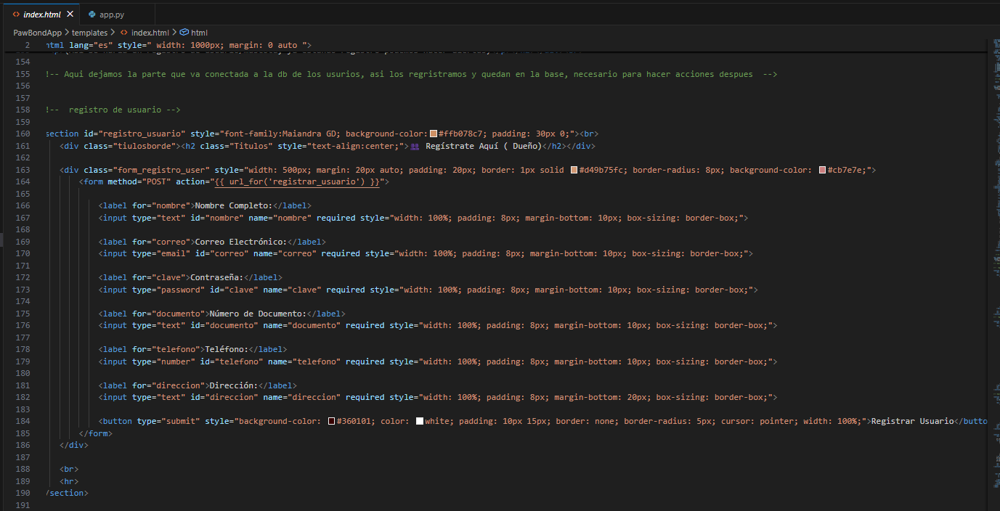 index.html
app.py
PawBondApp > templates > index.html > html
2 html lang="es" style=" width: 1000px; margin: 0 auto ">
154
155 !-- Aqui dejamos la parte que va conectada a la db de los usurios, asi los regristramos y quedan en la base, necesario para hacer acciones despues -->
156
157
158 !--  registro de usuario -->
159
160 section id="registro_usuario" style="font-family:Maiandra GD; background-color:#ffb078c7; padding: 30px 0;"><br>
161 <div class="tiulosborde"><h2 class="Titulos" style="text-align:center;">👥 Regístrate Aquí ( Dueño)</h2></div>
162
163 <div class="form_registro_user" style="width: 500px; margin: 20px auto; padding: 20px; border: 1px solid #d49b75fc; border-radius: 8px; background-color: #cb7e7e;">
164 <form method="POST" action="{{ url_for('registrar_usuario') }}">
165
166 <label for="nombre">Nombre Completo:</label>
167 <input type="text" id="nombre" name="nombre" required style="width: 100%; padding: 8px; margin-bottom: 10px; box-sizing: border-box;">
168
169 <label for="correo">Correo Electrónico:</label>
170 <input type="email" id="correo" name="correo" required style="width: 100%; padding: 8px; margin-bottom: 10px; box-sizing: border-box;">
171
172 <label for="clave">Contraseña:</label>
173 <input type="password" id="clave" name="clave" required style="width: 100%; padding: 8px; margin-bottom: 10px; box-sizing: border-box;">
174
175 <label for="documento">Número de Documento:</label>
176 <input type="text" id="documento" name="documento" required style="width: 100%; padding: 8px; margin-bottom: 10px; box-sizing: border-box;">
177
178 <label for="telefono">Teléfono:</label>
179 <input type="number" id="telefono" name="telefono" required style="width: 100%; padding: 8px; margin-bottom: 10px; box-sizing: border-box;">
180
181 <label for="direccion">Dirección:</label>
182 <input type="text" id="direccion" name="direccion" required style="width: 100%; padding: 8px; margin-bottom: 20px; box-sizing: border-box;">
183
184 <button type="submit" style="background-color: #360101; color: white; padding: 10px 15px; border: none; border-radius: 5px; cursor: pointer; width: 100%;">Registrar Usuario</butto
185 </form>
186 </div>
187
188 <br>
189 <hr>
190 /section>
191